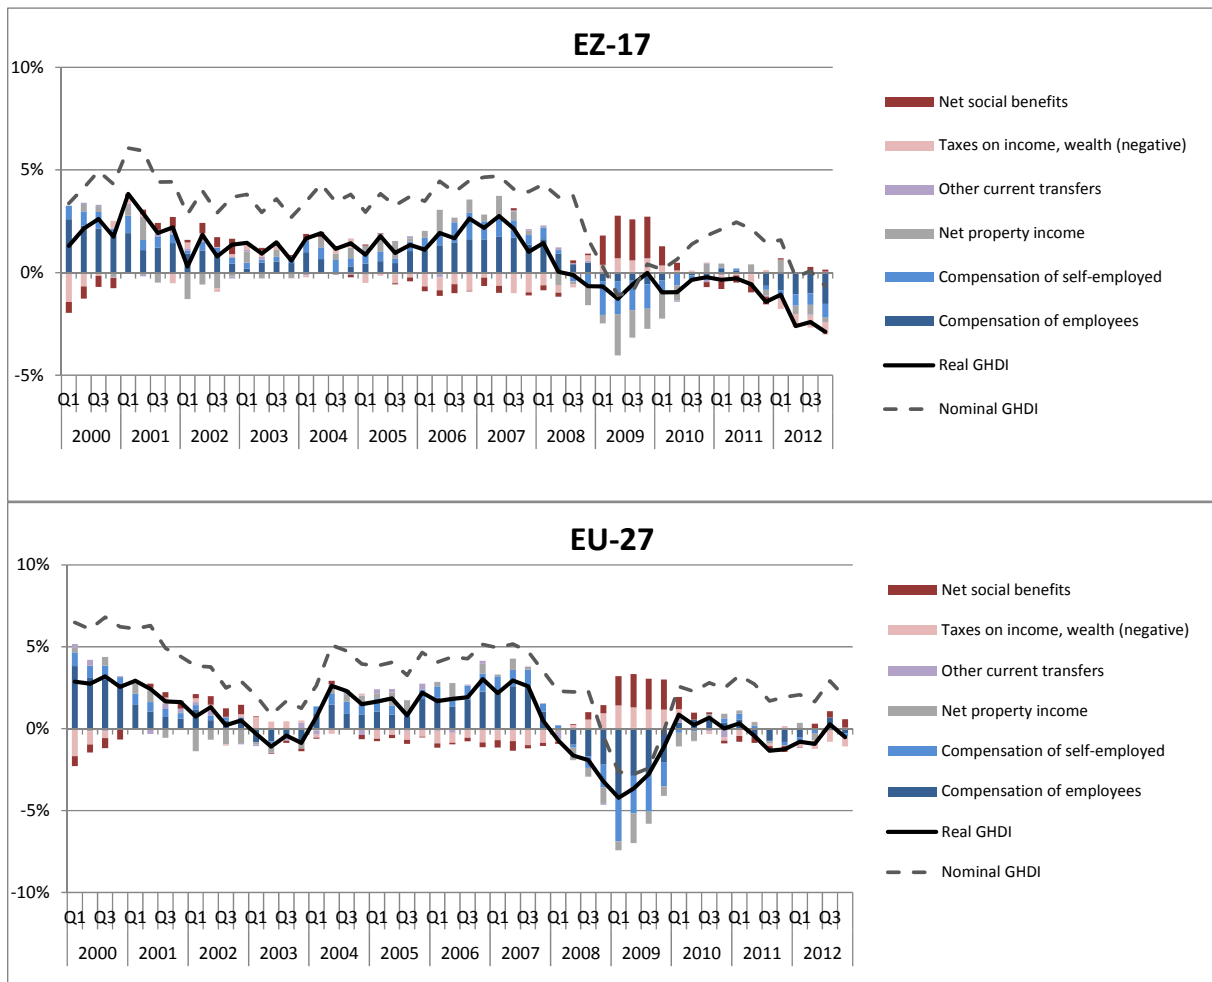 EZ-17
10%
5%
0%
-5%
Q1 Q3 Q1 Q3 Q1 Q3 Q1 Q3 Q1 Q3 Q1 Q3 Q1 Q3 Q1 Q3 Q1 Q3 Q1 Q3 Q1 Q3 Q1 Q3 Q1 Q3
2000 2001 2002 2003 2004 2005 2006 2007 2008 2009 2010 2011 2012
Net social benefits
Taxes on income, wealth (negative)
Other current transfers
Net property income
Compensation of self-employed
Compensation of employees
Real GHDI
Nominal GHDI
EU-27
10%
5%
0%
-5%
-10%
Q1 Q3 Q1 Q3 Q1 Q3 Q1 Q3 Q1 Q3 Q1 Q3 Q1 Q3 Q1 Q3 Q1 Q3 Q1 Q3 Q1 Q3 Q1 Q3 Q1 Q3
2000 2001 2002 2003 2004 2005 2006 2007 2008 2009 2010 2011 2012
Net social benefits
Taxes on income, wealth (negative)
Other current transfers
Net property income
Compensation of self-employed
Compensation of employees
Real GHDI
Nominal GHDI